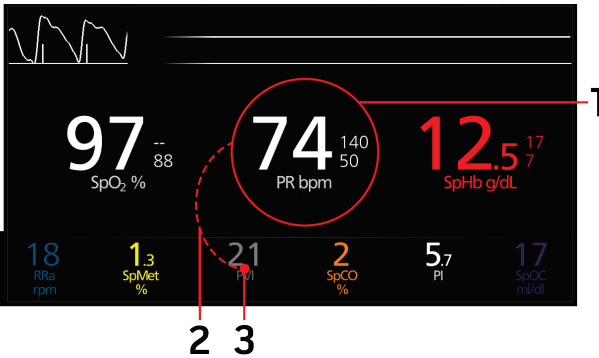 1
97 -- 88
SpO2 %
74 140 50
PR bpm
12.5 17 7
SpHb g/dL
18
RRa
rpm
1.3
SpMet
%
21
PVI
2
SpCO
%
5.7
PI
17
SpOC
ml/dl
2 3